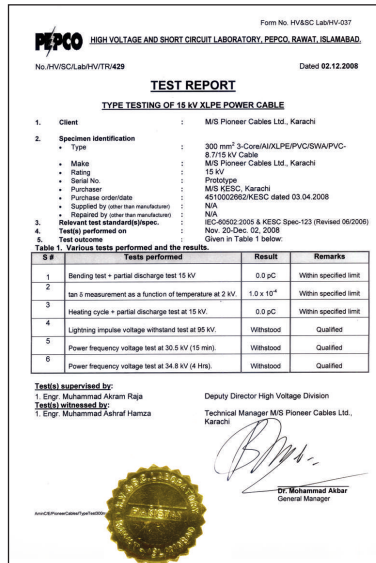 Form No. HV&SC Lab/HV-037
PEPCO HIGH VOLTAGE AND SHORT CIRCUIT LABORATORY, PEPCO, RAWAT, ISLAMABAD.
No./HV/SC/Lab/HV/TR/429 Dated 02.12.2008
TEST REPORT
TYPE TESTING OF 15 kV XLPE POWER CABLE
1. Client : M/S Pioneer Cables Ltd., Karachi
2. Specimen identification
• Type : 300 mm² 3-Core/Al/XLPE/PVC/SWA/PVC-
8.7/15 kV Cable
• Make : M/S Pioneer Cables Ltd., Karachi
• Rating : 15 kV
• Serial No. : Prototype
• Purchaser : M/S KESC, Karachi
• Purchase order/date : 4510002662/KESC dated 03.04.2008
• Supplied by (other than manufacturer) : N/A
• Repaired by (other than manufacturer) : N/A
3. Relevant test standard(s)/spec. : IEC-60502:2005 & KESC Spec-123 (Revised 06/2006)
4. Test(s) performed on : Nov. 20-Dec. 02, 2008
5. Test outcome : Given in Table 1 below:
Table 1. Various tests performed and the results.
S # Tests performed Result Remarks
1 Bending test + partial discharge test 15 kV 0.0 pC Within specified limit
2 tan δ measurement as a function of temperature at 2 kV. 1.0 x 10⁻⁴ Within specified limit
3 Heating cycle + partial discharge test at 15 kV. 0.0 pC Within specified limit
4 Lightning impulse voltage withstand test at 95 kV. Withstood Qualified
5 Power frequency voltage test at 30.5 kV (15 min). Withstood Qualified
6 Power frequency voltage test at 34.8 kV (4 Hrs). Withstood Qualified
Test(s) supervised by:
1. Engr. Muhammad Akram Raja Deputy Director High Voltage Division
Test(s) witnessed by:
1. Engr. Muhammad Ashraf Hamza Technical Manager M/S Pioneer Cables Ltd.,
Karachi
Dr. Mohammad Akbar
General Manager
PAKISTAN